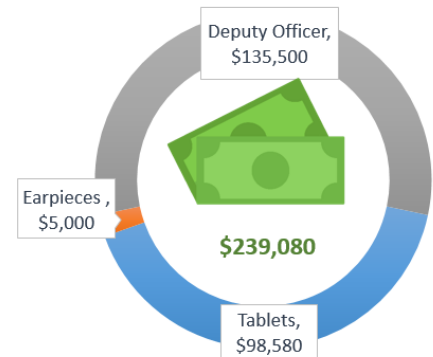 Deputy Officer,
$135,500
Earpieces ,
$5,000
$239,080
Tablets,
$98,580